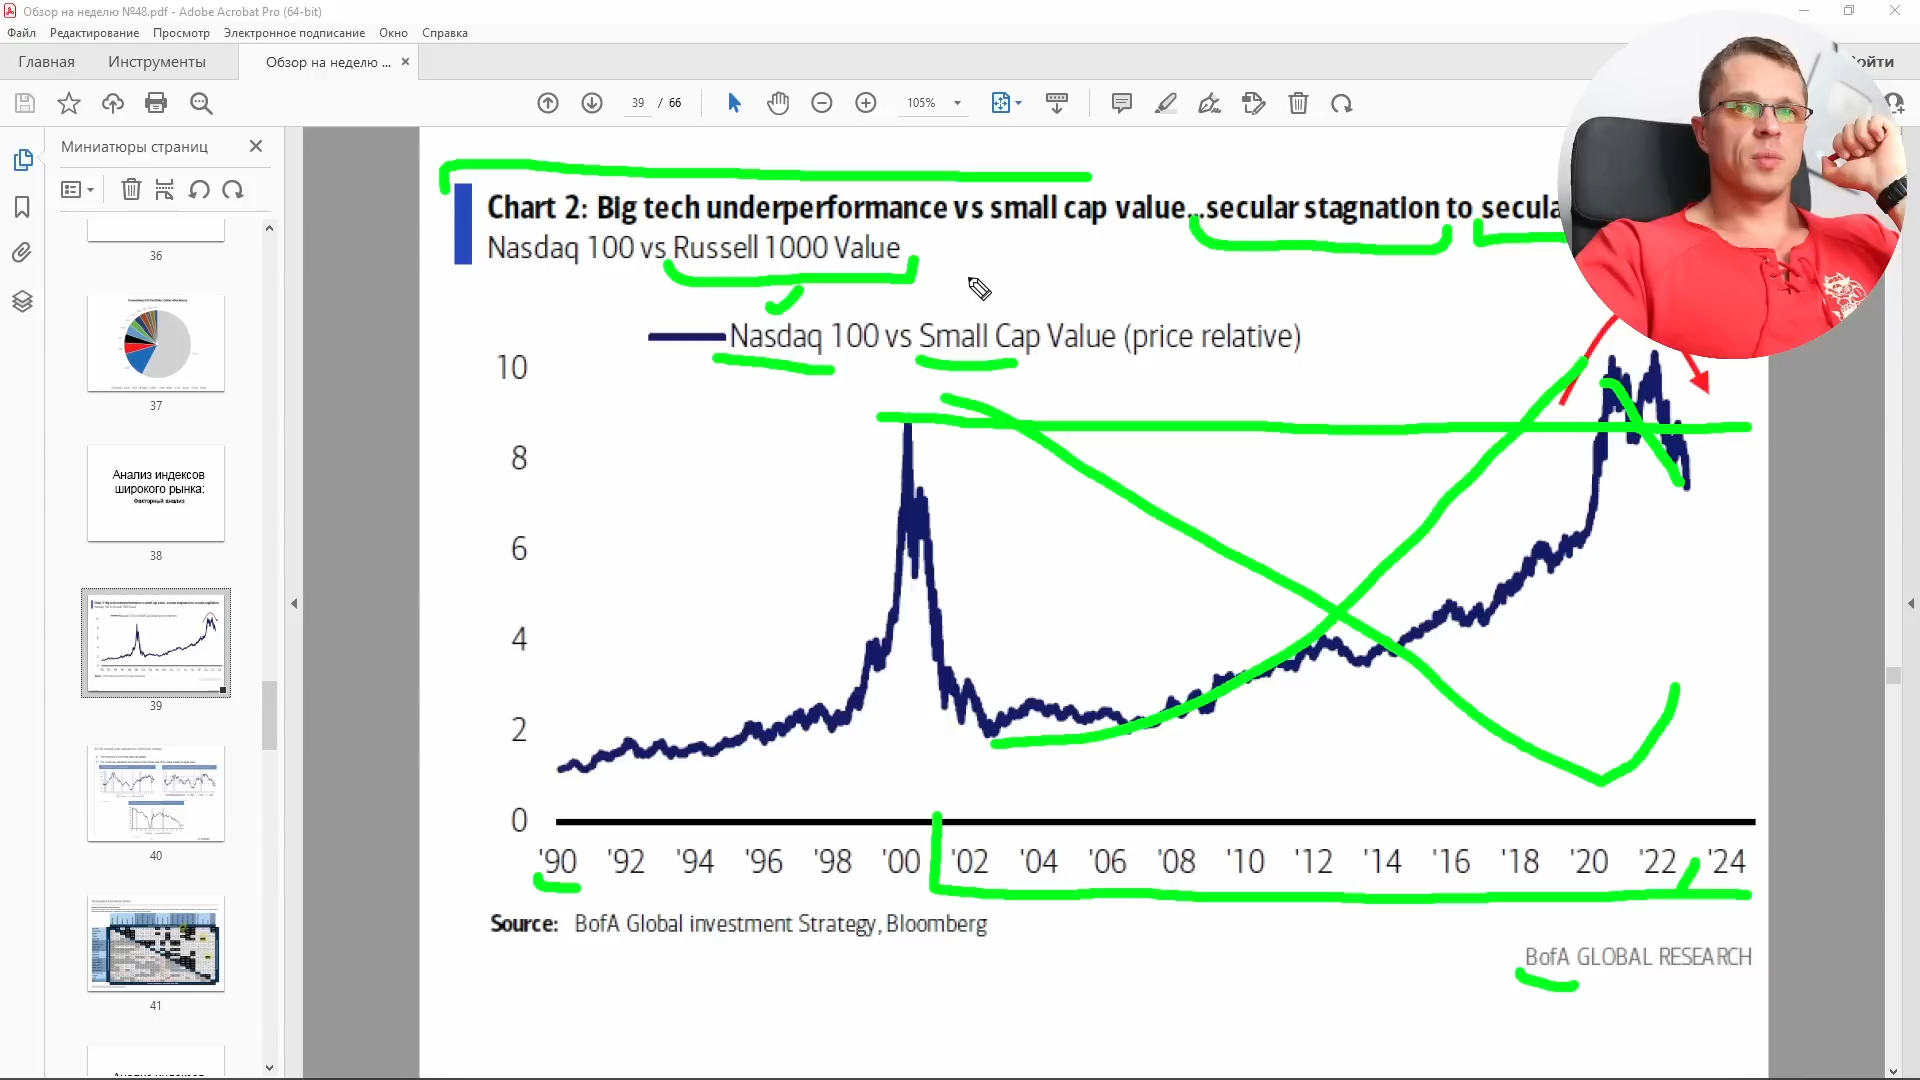 Обзор на неделю №48.pdf - Adobe Acrobat Pro (64-bit)
Файл Редактирование Просмотр Электронное подписание Окно Справка
Главная Инструменты Обзор на неделю ... ×
39 / 66
105%
Миниатюры страниц
36
37
Анализ индексов
широкого рынка:
Факторный анализ
38
39
40
41
Chart 2: Big tech underperformance vs small cap value...secular stagnation to
Nasdaq 100 vs Russell 1000 Value
Nasdaq 100 vs Small Cap Value (price relative)
10
8
6
4
2
0
'90 '92 '94 '96 '98 '00 '02 '04 '06 '08 '10 '12 '14 '16 '18 '20 '22 '24
Source: BofA Global investment Strategy, Bloomberg
BofA GLOBAL RESEARCH